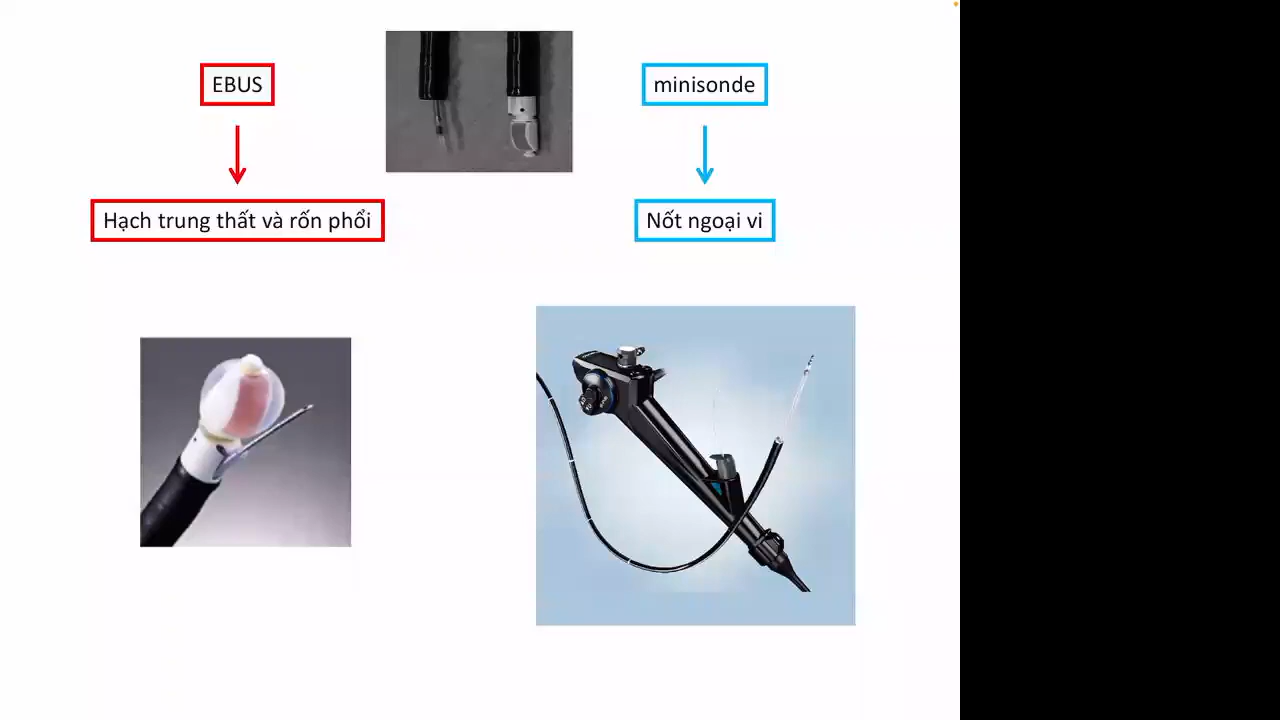 EBUS
minisonde
Hạch trung thất và rốn phổi
Nốt ngoại vi